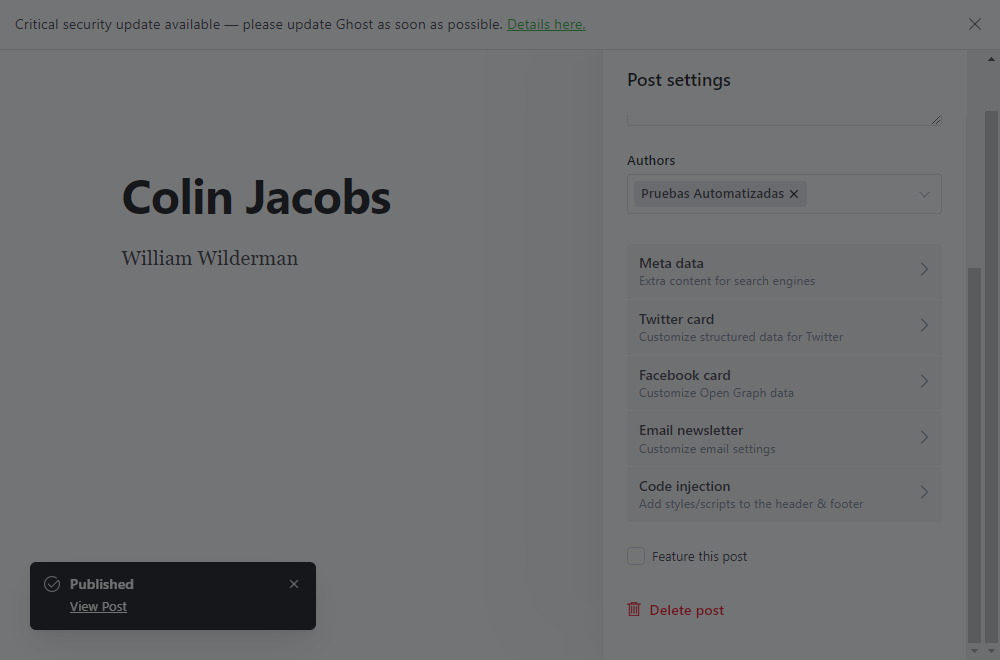 Critical security update available — please update Ghost as soon as possible. Details here.
Post settings
Authors
Pruebas Automatizadas
Colin Jacobs
William Wilderman
Meta data
Extra content for search engines
Twitter card
Customize structured data for Twitter
Facebook card
Customize Open Graph data
Email newsletter
Customize email settings
Code injection
Add styles/scripts to the header & footer
Feature this post
Delete post
Published
View Post